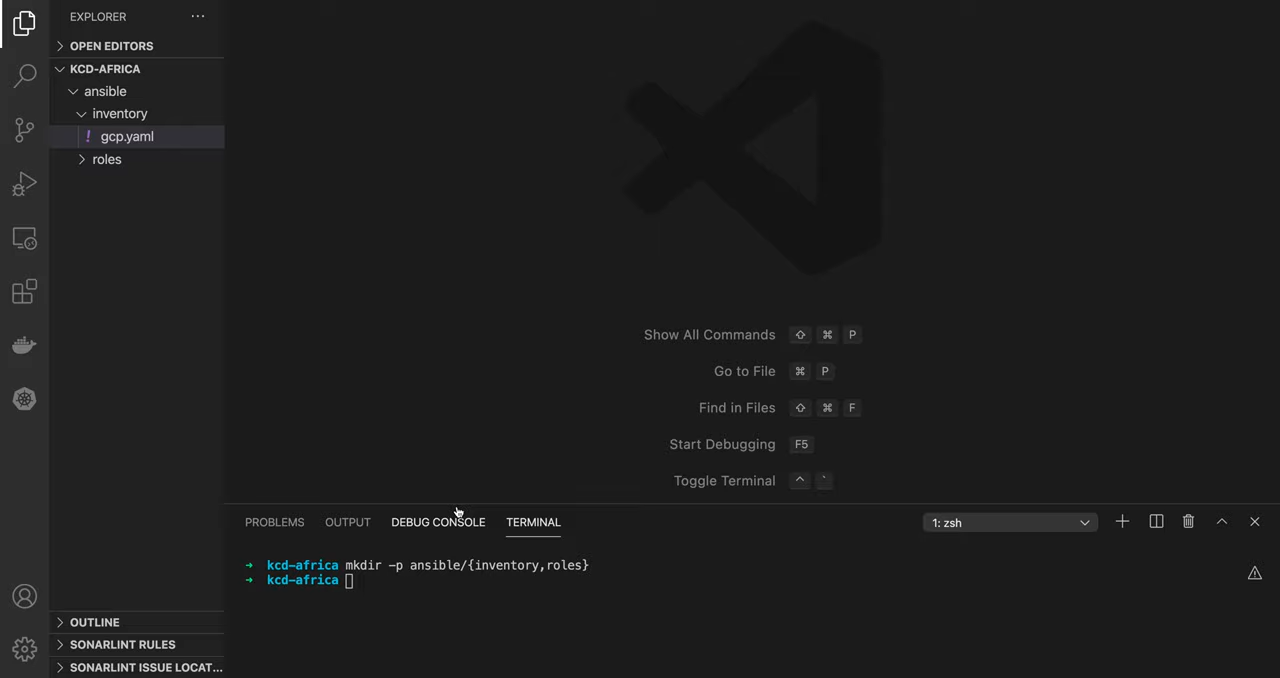 EXPLORER ...
OPEN EDITORS
KCD-AFRICA
ansible
inventory
! gcp.yaml
roles
Show All Commands ⇧ ⌘ P
Go to File ⌘ P
Find in Files ⇧ ⌘ F
Start Debugging F5
Toggle Terminal ^ `
PROBLEMS OUTPUT DEBUG CONSOLE TERMINAL 1: zsh
→ kcd-africa mkdir -p ansible/{inventory,roles}
→ kcd-africa
OUTLINE
SONARLINT RULES
SONARLINT ISSUE LOCAT...